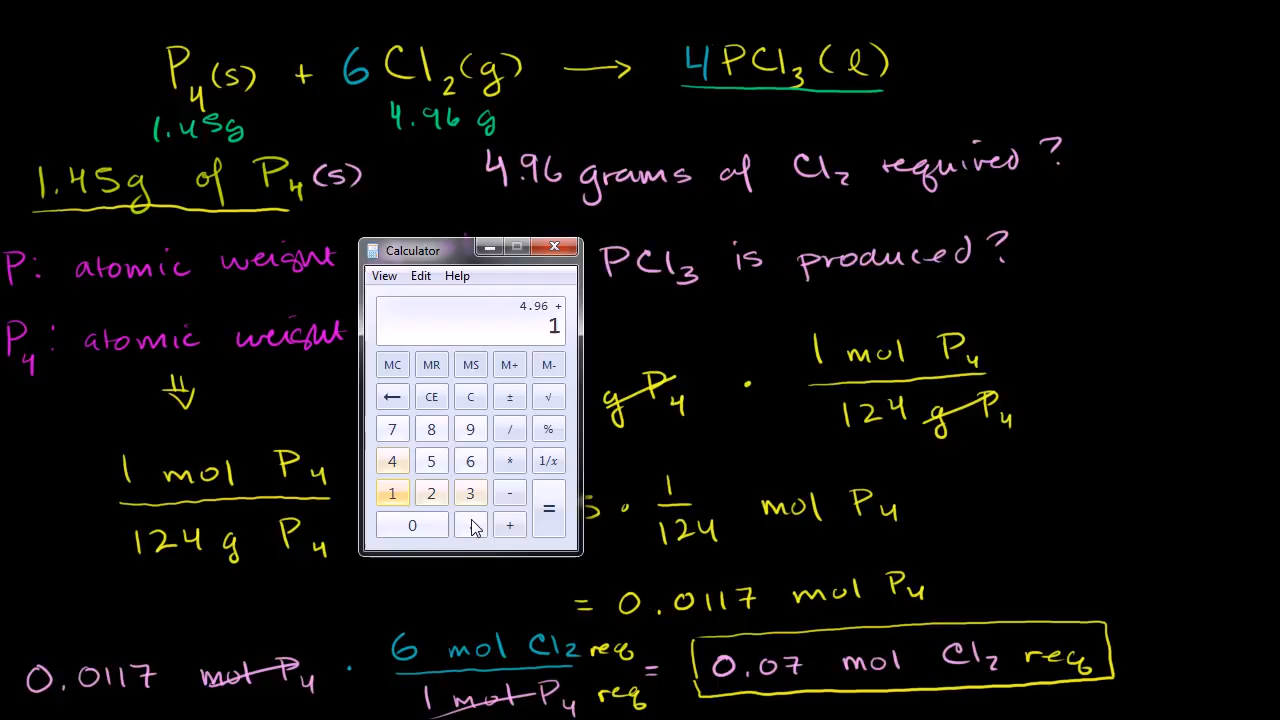 P4(s) + 6Cl2(g) → 4PCl3(l)
1.45g 4.96 g
1.45g of P4(s) 4.96 grams of Cl2 required?
P: atomic weight PCl3 is produced?
P4: atomic weight
⇓
1 mol P4
124 g P4
g P4 · 1 mol P4
124 g P4
5 · 1 mol P4
124
= 0.0117 mol P4
0.0117 mol P4 · 6 mol Cl2 req = 0.07 mol Cl2 req
1 mol P4 req
Calculator
View Edit Help
4.96 +
1
MC MR MS M+ M-
← CE C ± √
7 8 9 / %
4 5 6 * 1/x
1 2 3 - =
0 . +